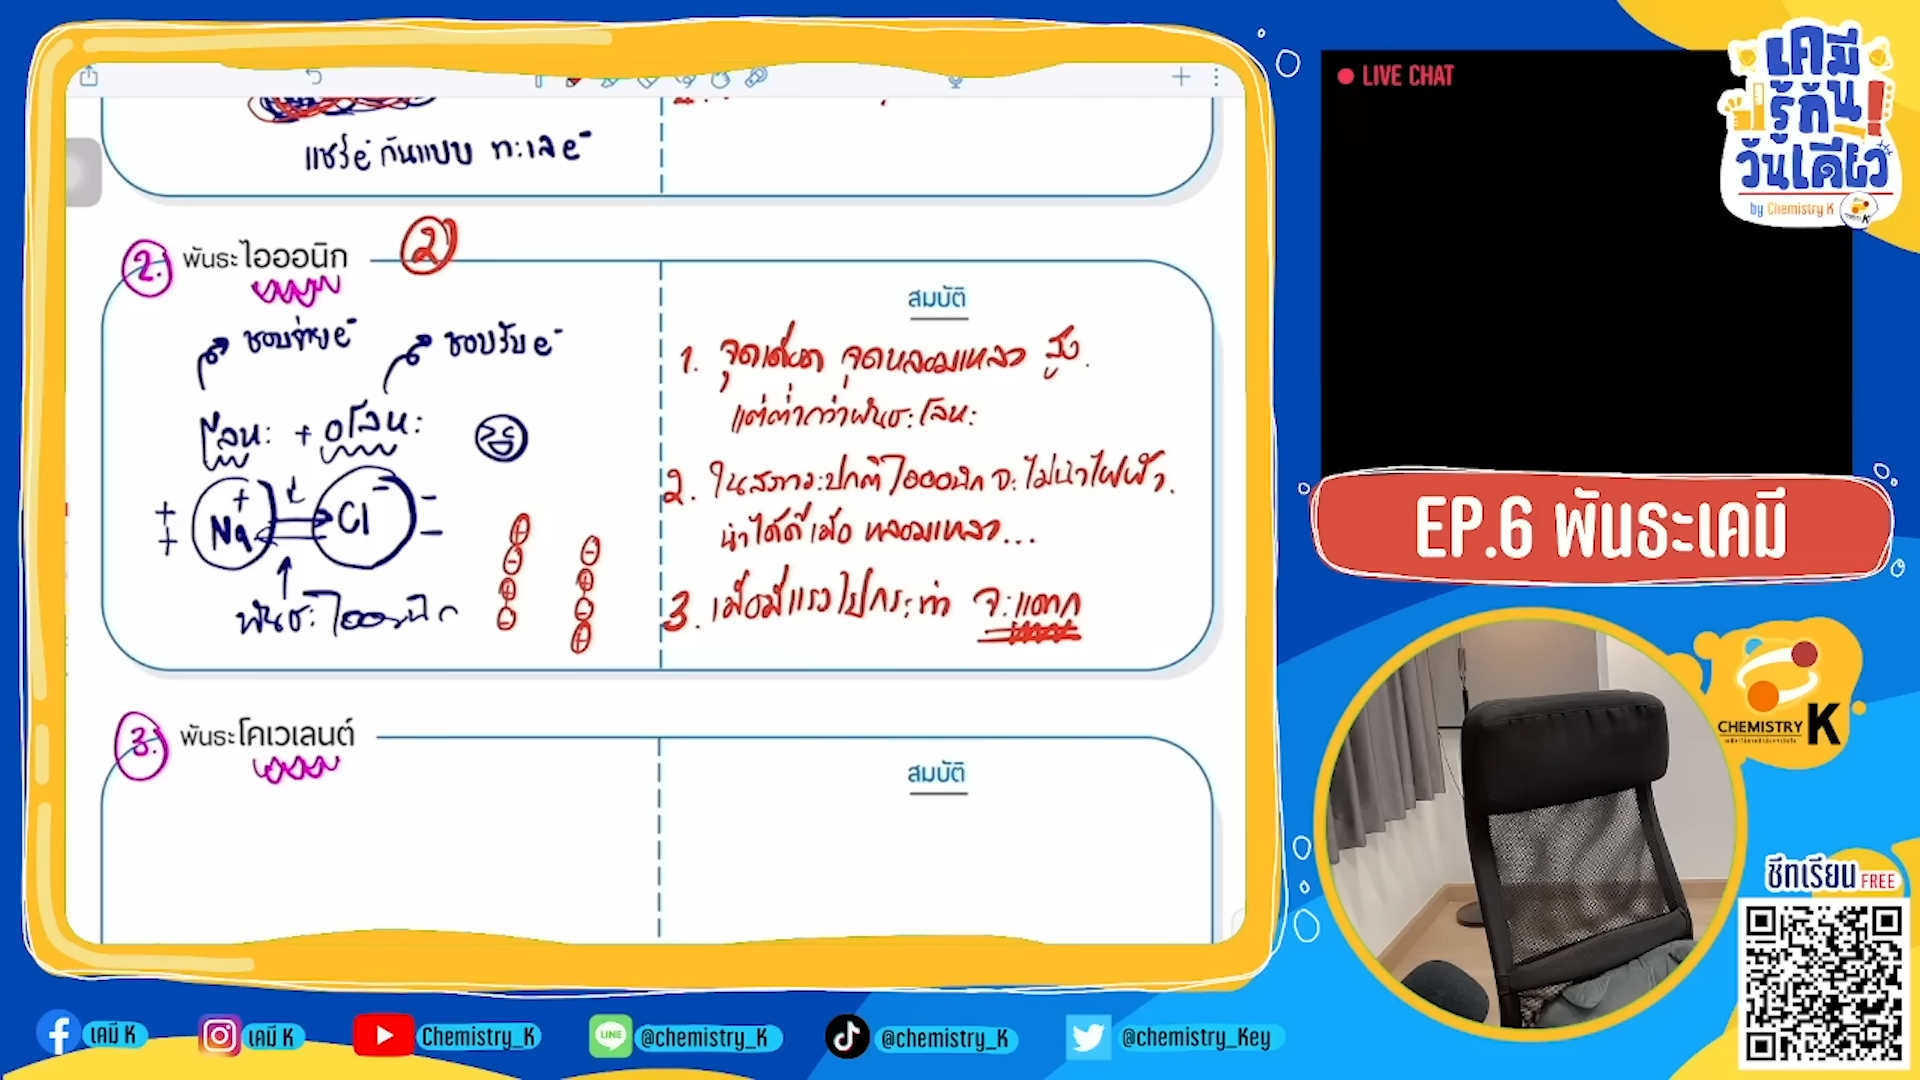 แชร์e⁻กันแบบ ทะเลe⁻
2. พันธะไอออนิก
2
ชอบจ่ายe⁻
ชอบรับe⁻
โลหะ + อโลหะ
+ +
Na +
Cl -
- -
พันธะไอออนิก
+ - + -
- + - +
สมบัติ
1. จุดเดือด จุดหลอมเหลว สูง.
แต่ต่ำกว่าพันธะโลหะ
2. ในสภาวะปกติไอออนิกจะไม่นำไฟฟ้า.
นำได้ดีเมื่อ หลอมเหลว...
3. เมื่อมีแรงไปกระทำ จะแตก
3. พันธะโคเวเลนต์
สมบัติ
LIVE CHAT
เคมี
รู้กัน!
วันเดียว
by Chemistry K
EP.6 พันธะเคมี
CHEMISTRY K
ชีทเรียน FREE
เคมี K
เคมี K
Chemistry_K
LINE
@chemistry_K
@chemistry_K
@chemistry_Key